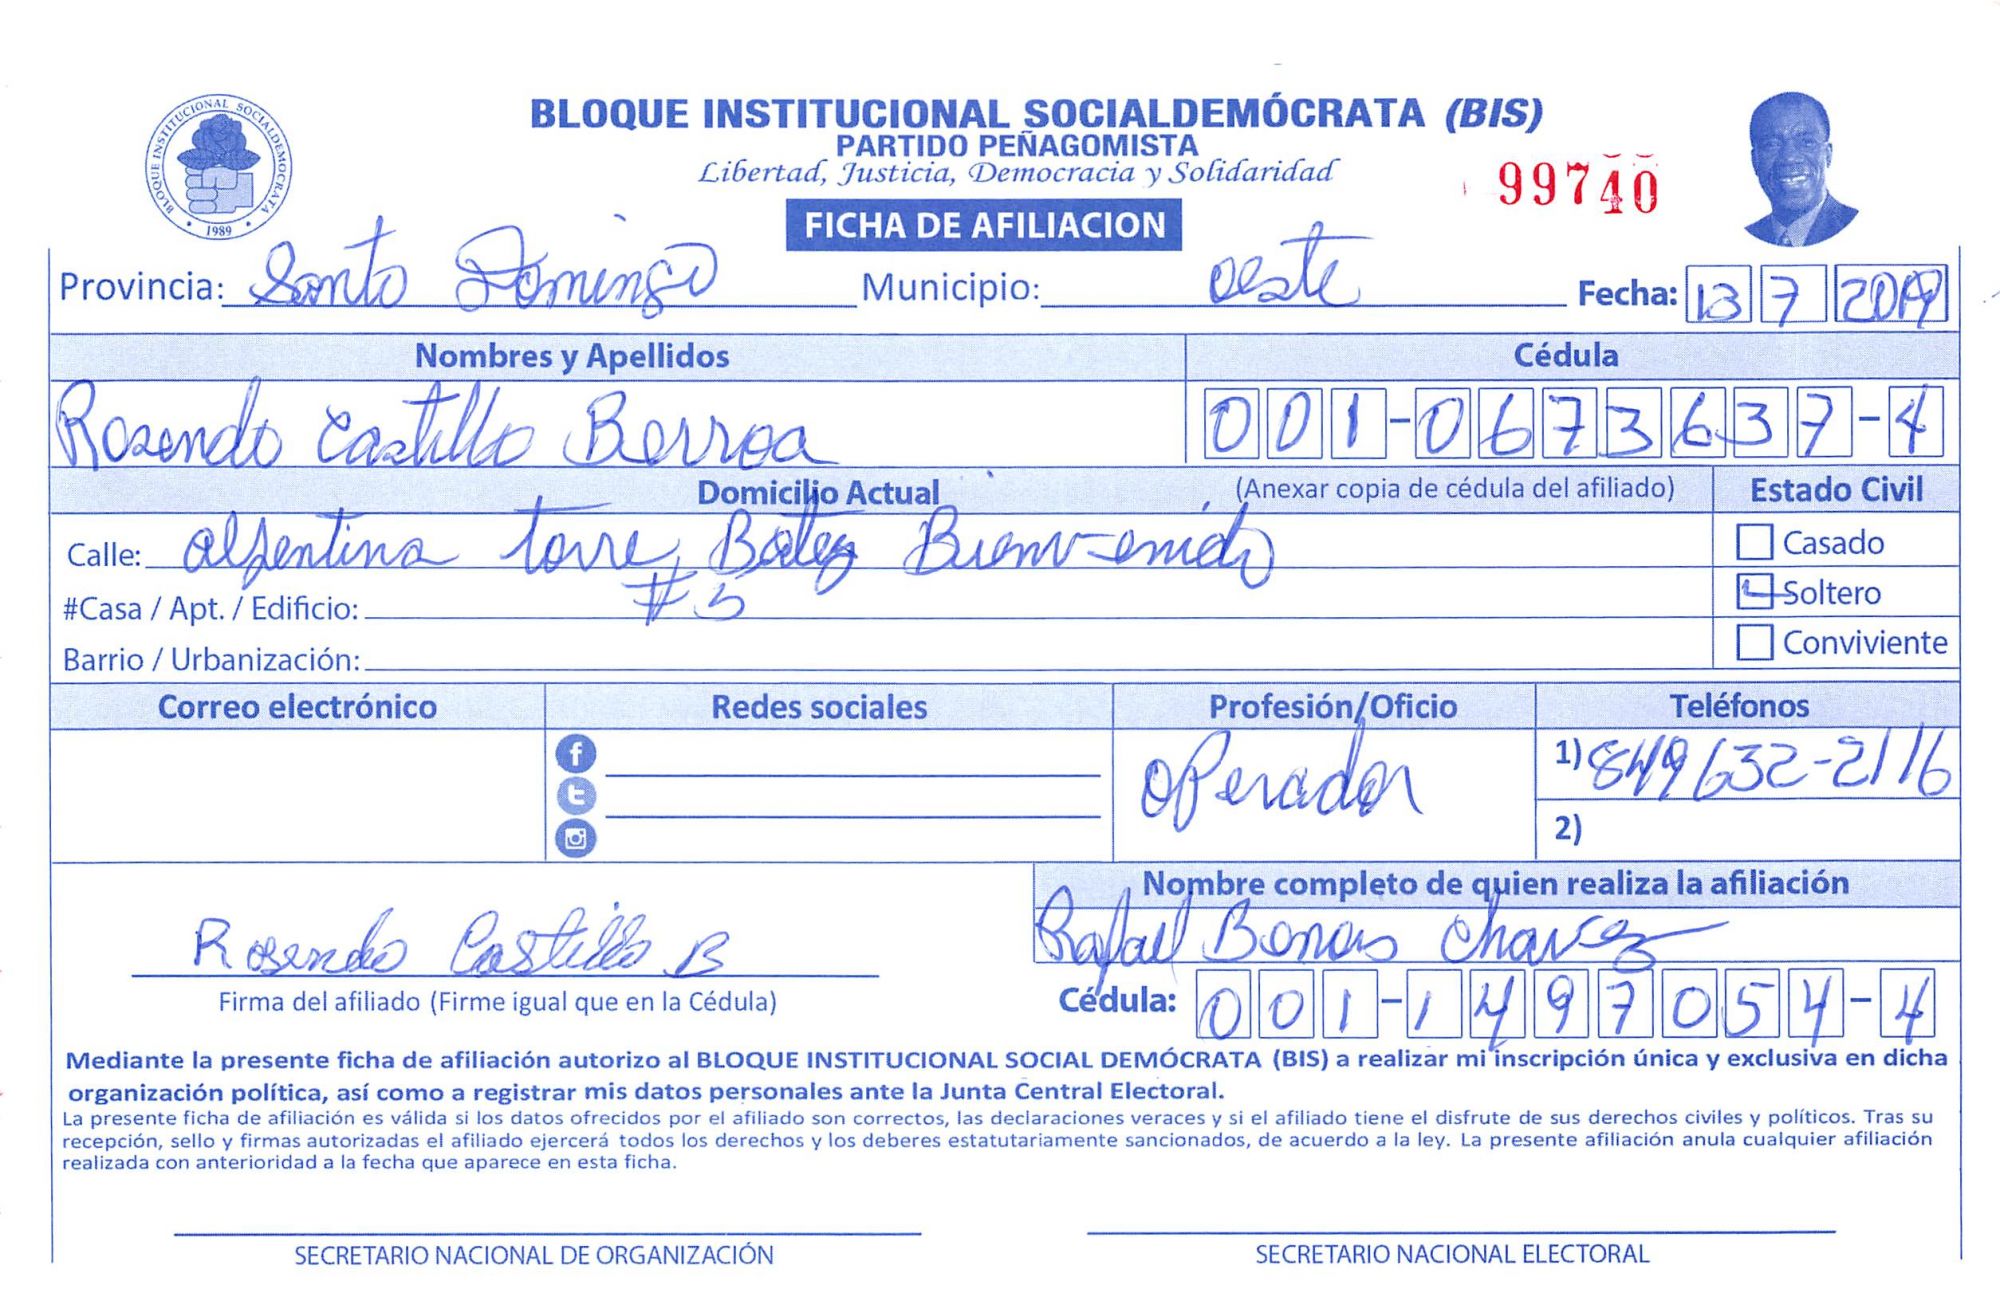 BLOQUE INSTITUCIONAL SOCIALDEMOCRATA
1989
BLOQUE INSTITUCIONAL SOCIALDEMÓCRATA (BIS)
PARTIDO PEÑAGOMISTA
Libertad, Justicia, Democracia y Solidaridad
99740
FICHA DE AFILIACION
Provincia: Santo Domingo Municipio: oeste Fecha: 13 7 2019
Nombres y Apellidos Cédula
Rosendo Castillo Berroa 001-0673637-4
Domicilio Actual (Anexar copia de cédula del afiliado) Estado Civil
Calle: torre, Batey Bienvenido Casado
#Casa / Apt. / Edificio: #5 Soltero
Barrio / Urbanización: Conviviente
Correo electrónico Redes sociales Profesión/Oficio Teléfonos
oPerador 1) 849 632-2116
2)
Nombre completo de quien realiza la afiliación
Rosendo Castillo B Rafael Chavez
Firma del afiliado (Firme igual que en la Cédula) Cédula: 001-1497054-4
Mediante la presente ficha de afiliación autorizo al BLOQUE INSTITUCIONAL SOCIAL DEMÓCRATA (BIS) a realizar mi inscripción única y exclusiva en dicha
organización política, así como a registrar mis datos personales ante la Junta Central Electoral.
La presente ficha de afiliación es válida si los datos ofrecidos por el afiliado son correctos, las declaraciones veraces y si el afiliado tiene el disfrute de sus derechos civiles y políticos. Tras su
recepción, sello y firmas autorizadas el afiliado ejercerá todos los derechos y los deberes estatutariamente sancionados, de acuerdo a la ley. La presente afiliación anula cualquier afiliación
realizada con anterioridad a la fecha que aparece en esta ficha.
SECRETARIO NACIONAL DE ORGANIZACIÓN SECRETARIO NACIONAL ELECTORAL